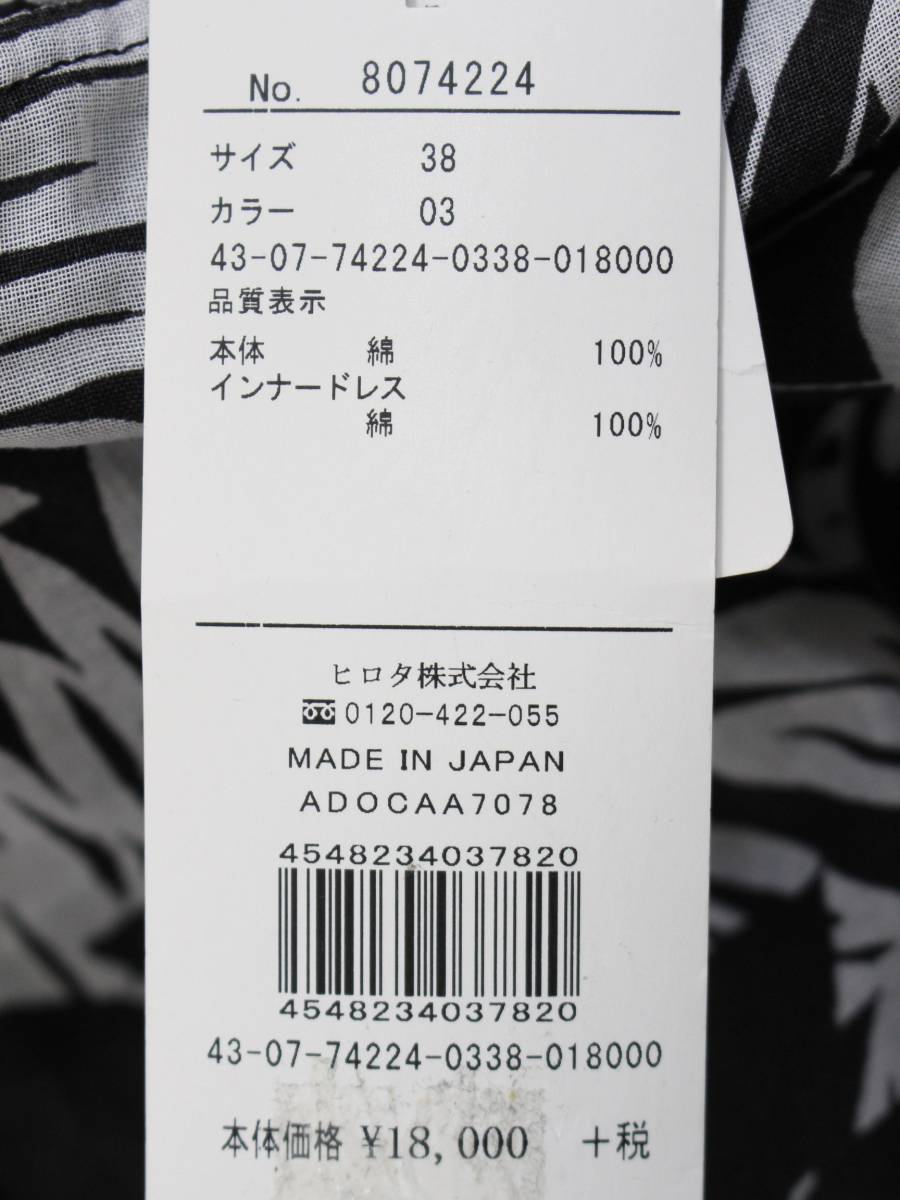 No. 8074224
サイズ 38
カラー 03
43-07-74224-0338-018000
品質表示
本体 綿 100%
インナードレス
綿 100%
ヒロタ株式会社
0120-422-055
MADE IN JAPAN
ADOCAA7078
4548234037820
4548234037820
43-07-74224-0338-018000
本体価格 ¥18,000 +税